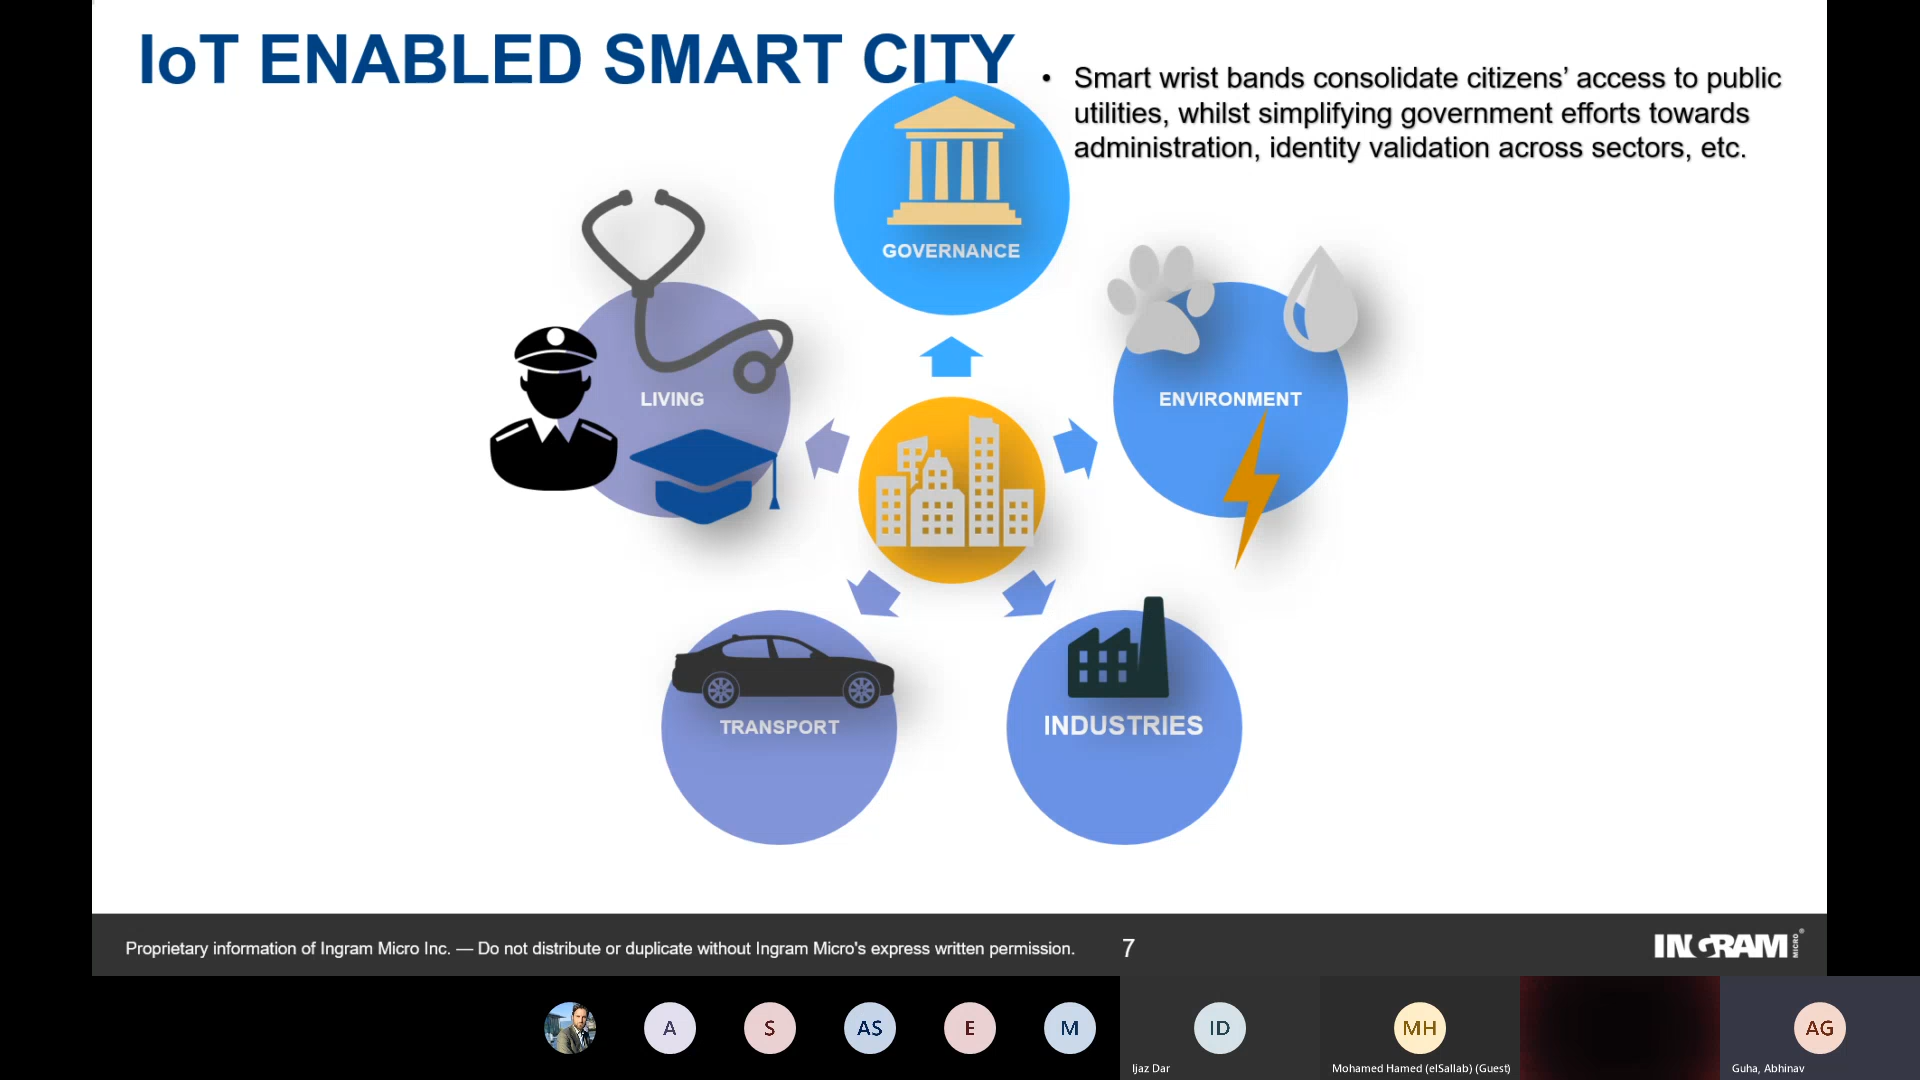 IoT ENABLED SMART CITY
• Smart wrist bands consolidate citizens’ access to public
utilities, whilst simplifying government efforts towards
administration, identity validation across sectors, etc.
GOVERNANCE
LIVING
ENVIRONMENT
TRANSPORT
INDUSTRIES
Proprietary information of Ingram Micro Inc. — Do not distribute or duplicate without Ingram Micro's express written permission.
7
INGRAM MICRO®
A
S
AS
E
M
ID
MH
AG
Ijaz Dar
Mohamed Hamed (elSallab) (Guest)
Guha, Abhinav